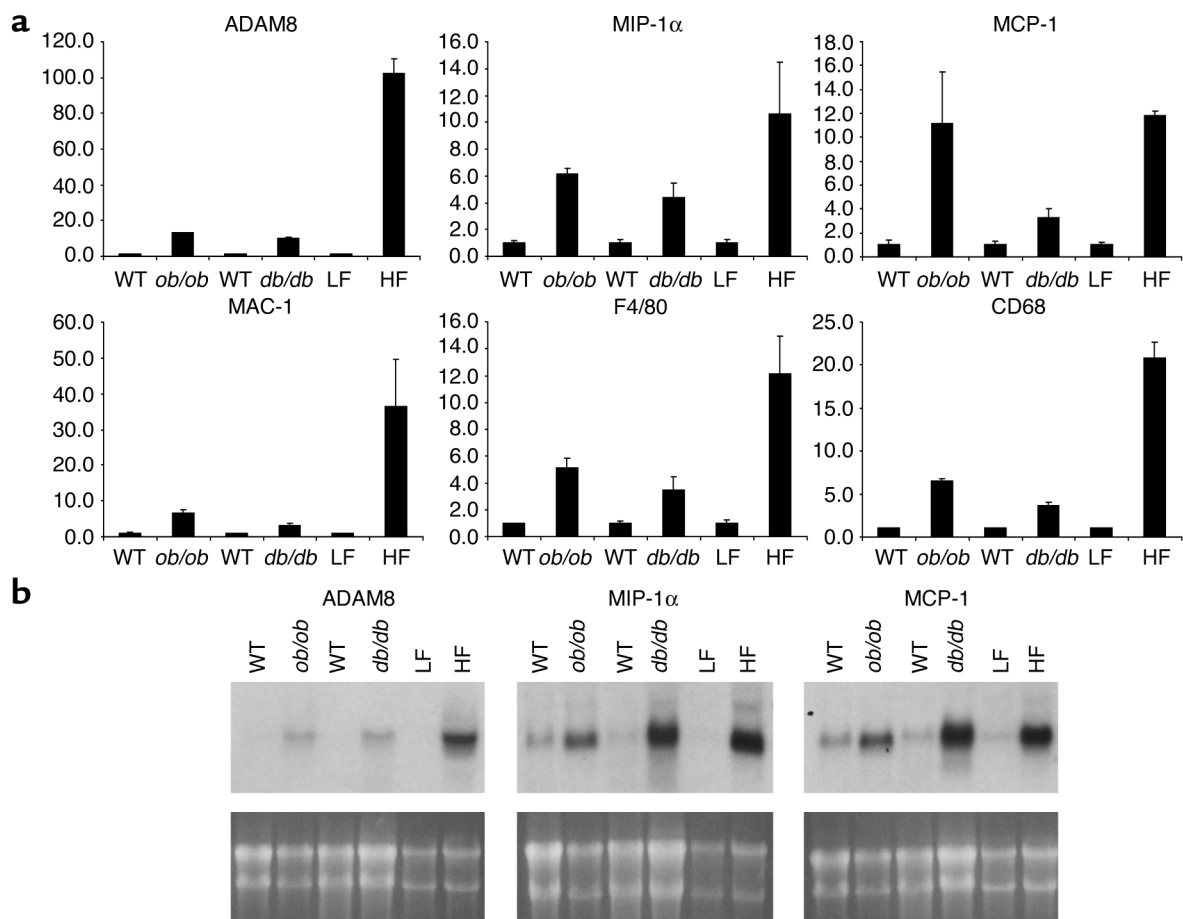 a
ADAM8 MIP-1α MCP-1
120.0 100.0 80.0 60.0 40.0 20.0 0.0
WT ob/ob WT db/db LF HF
16.0 14.0 12.0 10.0 8.0 6.0 4.0 2.0 0
WT ob/ob WT db/db LF HF
18.0 16.0 14.0 12.0 10.0 8.0 6.0 4.0 2.0 0
WT ob/ob WT db/db LF HF
MAC-1 F4/80 CD68
60.0 50.0 40.0 30.0 20.0 10.0 0.0
WT ob/ob WT db/db LF HF
16.0 14.0 12.0 10.0 8.0 6.0 4.0 2.0 0.0
WT ob/ob WT db/db LF HF
25.0 20.0 15.0 10.0 5.0 0.0
WT ob/ob WT db/db LF HF
b
ADAM8 MIP-1α MCP-1
WT ob/ob WT db/db LF HF WT ob/ob WT db/db LF HF WT ob/ob WT db/db LF HF